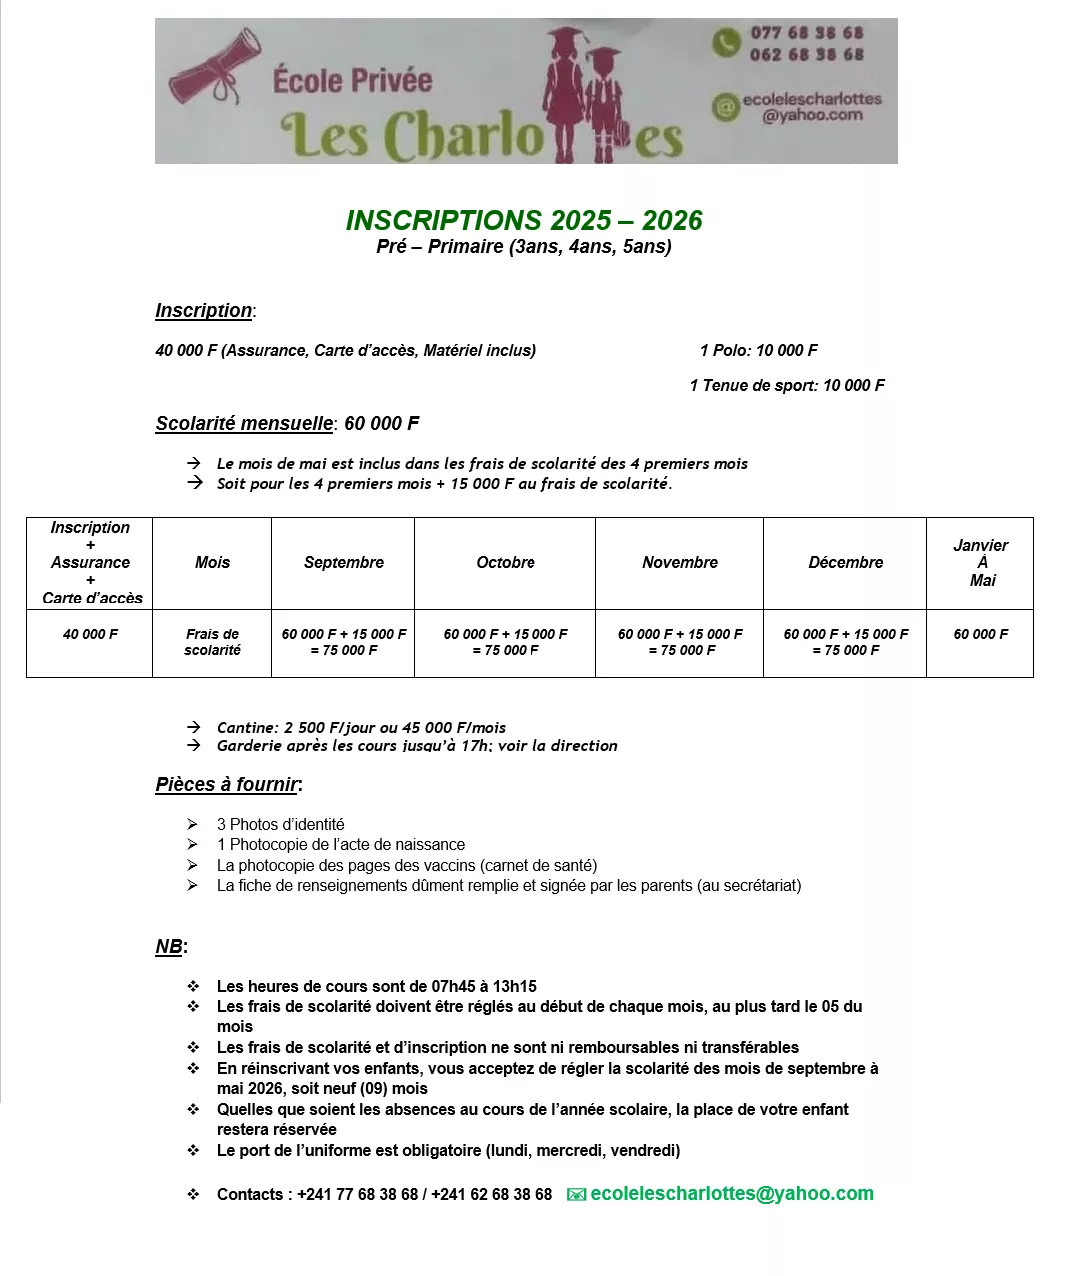 École Privée
Les Charlottes
077 68 38 68
062 68 38 68
ecolelescharlottes
@yahoo.com
INSCRIPTIONS 2025 – 2026
Pré – Primaire (3ans, 4ans, 5ans)
Inscription:
40 000 F (Assurance, Carte d’accès, Matériel inclus) 1 Polo: 10 000 F
1 Tenue de sport: 10 000 F
Scolarité mensuelle: 60 000 F
→ Le mois de mai est inclus dans les frais de scolarité des 4 premiers mois
→ Soit pour les 4 premiers mois + 15 000 F au frais de scolarité.
Inscription
+
Assurance
+
Carte d’accès
Mois
Septembre
Octobre
Novembre
Décembre
Janvier
À
Mai
40 000 F
Frais de
scolarité
60 000 F + 15 000 F
= 75 000 F
60 000 F + 15 000 F
= 75 000 F
60 000 F + 15 000 F
= 75 000 F
60 000 F + 15 000 F
= 75 000 F
60 000 F
→ Cantine: 2 500 F/jour ou 45 000 F/mois
→ Garderie après les cours jusqu’à 17h; voir la direction
Pièces à fournir:
➢ 3 Photos d’identité
➢ 1 Photocopie de l’acte de naissance
➢ La photocopie des pages des vaccins (carnet de santé)
➢ La fiche de renseignements dûment remplie et signée par les parents (au secrétariat)
NB:
❖ Les heures de cours sont de 07h45 à 13h15
❖ Les frais de scolarité doivent être réglés au début de chaque mois, au plus tard le 05 du
mois
❖ Les frais de scolarité et d’inscription ne sont ni remboursables ni transférables
❖ En réinscrivant vos enfants, vous acceptez de régler la scolarité des mois de septembre à
mai 2026, soit neuf (09) mois
❖ Quelles que soient les absences au cours de l’année scolaire, la place de votre enfant
restera réservée
❖ Le port de l’uniforme est obligatoire (lundi, mercredi, vendredi)
❖ Contacts : +241 77 68 38 68 / +241 62 68 38 68 ✉ ecolelescharlottes@yahoo.com